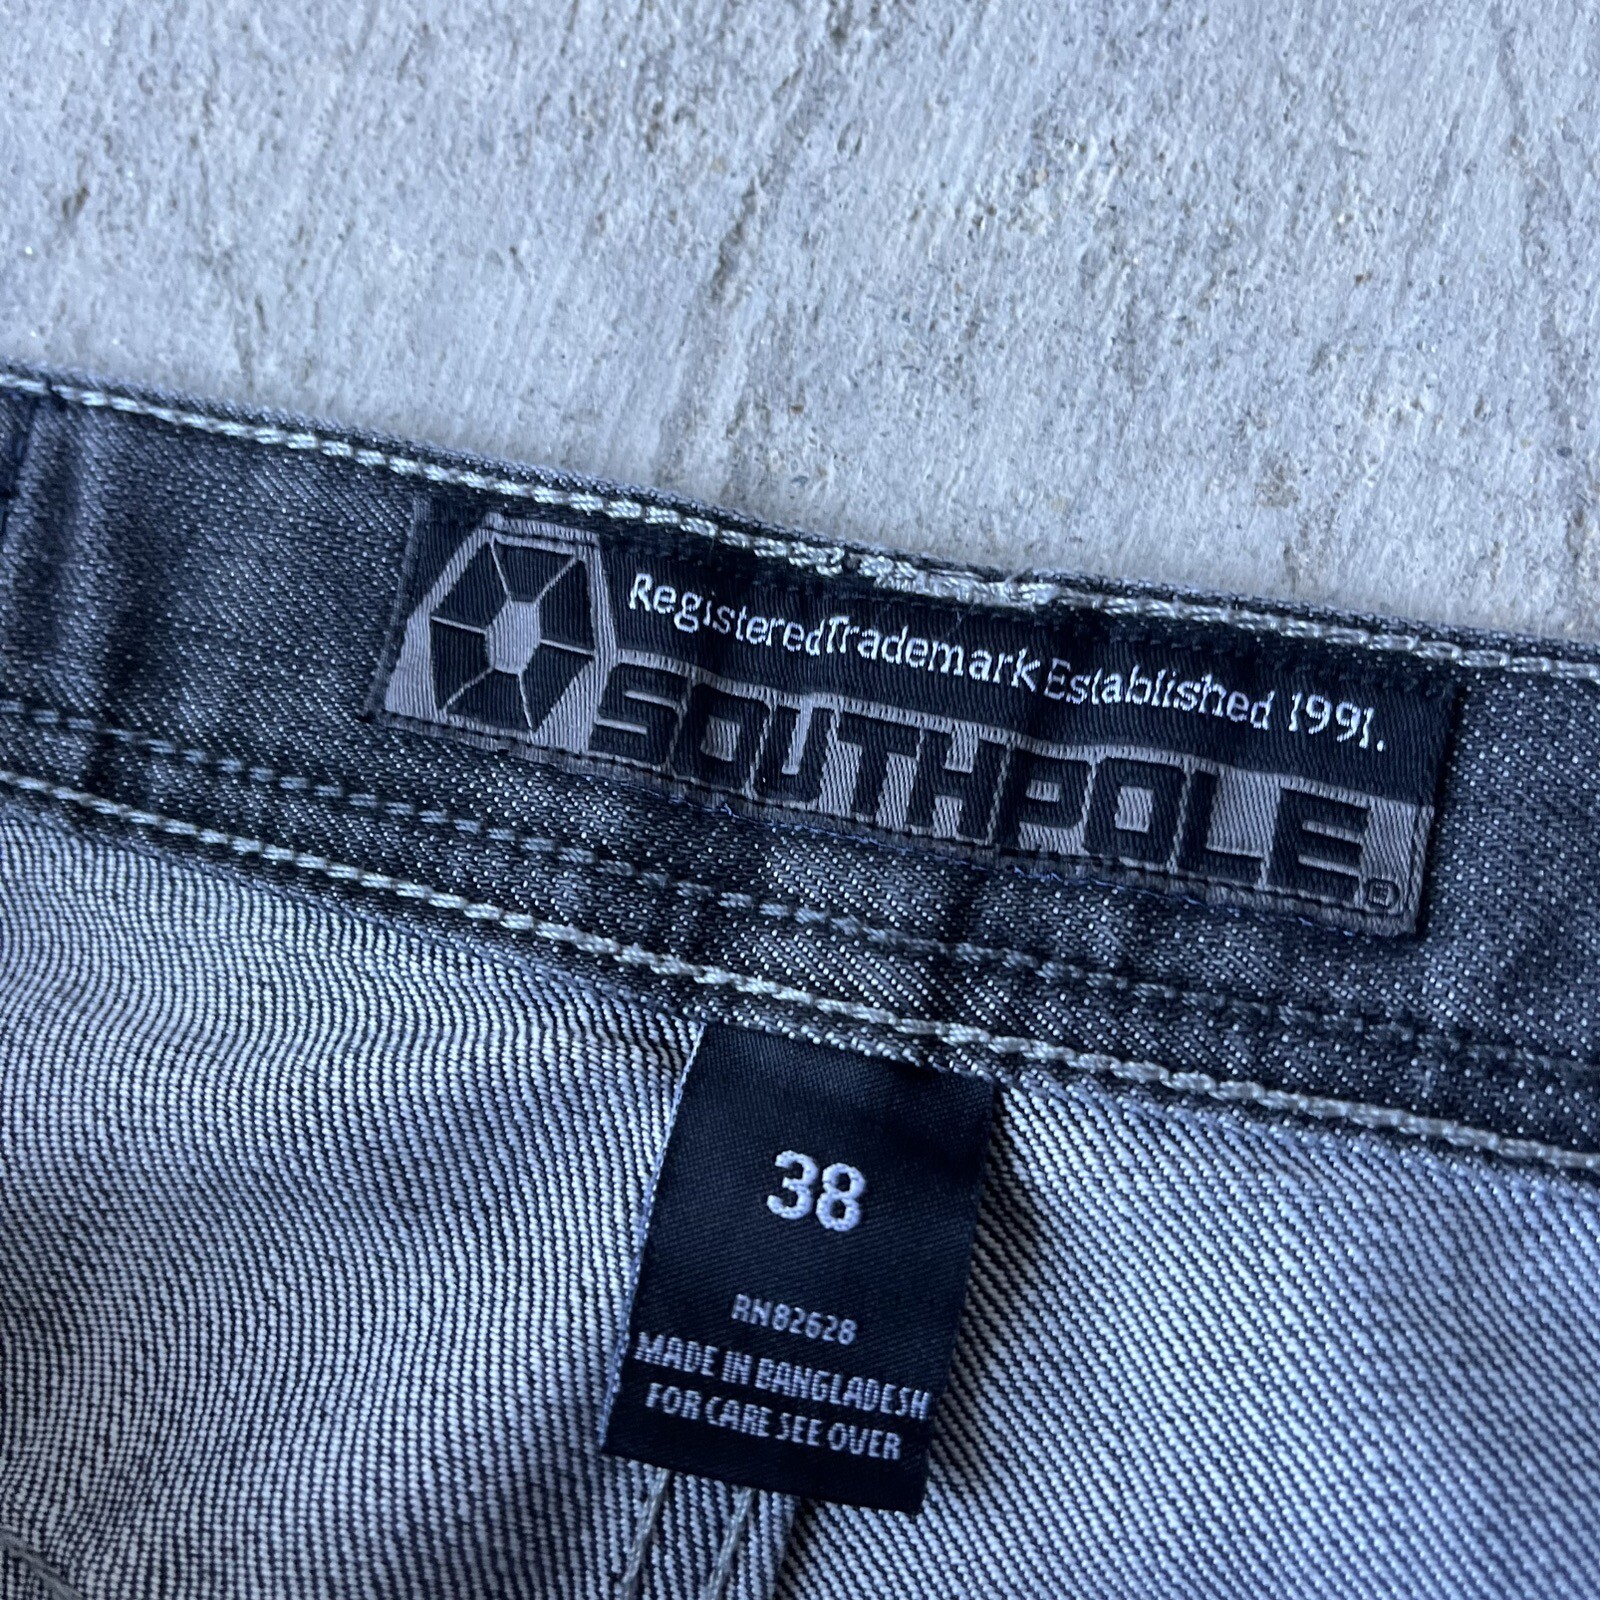 RegisteredTrademark Established 1991.
SOUTHPOLE®
38
RN82628
MADE IN BANGLADESH
FOR CARE SEE OVER